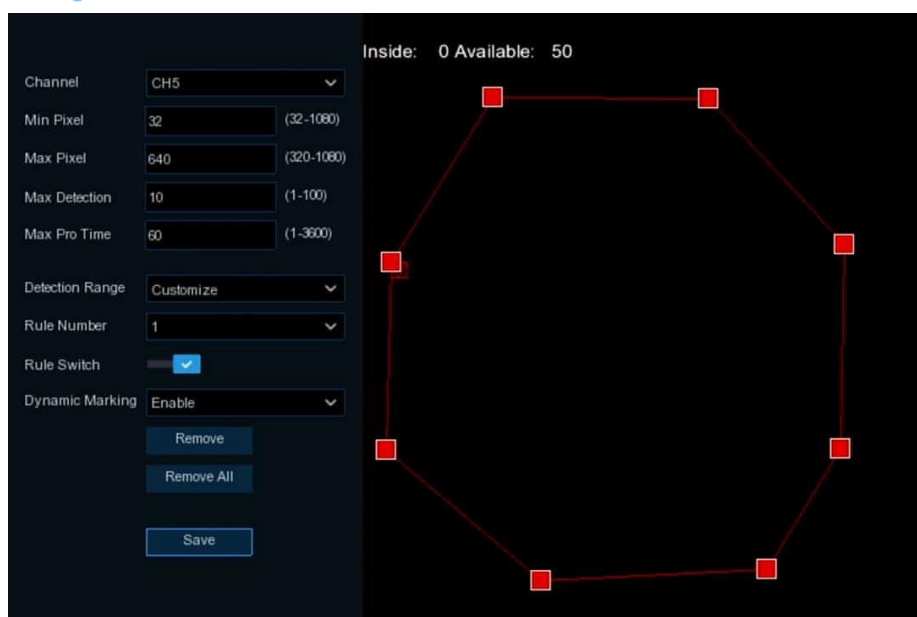 Inside: 0 Available: 50
Channel CH5
Min Pixel 32 (32-1080)
Max Pixel 640 (320-1080)
Max Detection 10 (1-100)
Max Pro Time 60 (1-3600)
Detection Range Customize
Rule Number 1
Rule Switch
Dynamic Marking Enable
Remove
Remove All
Save